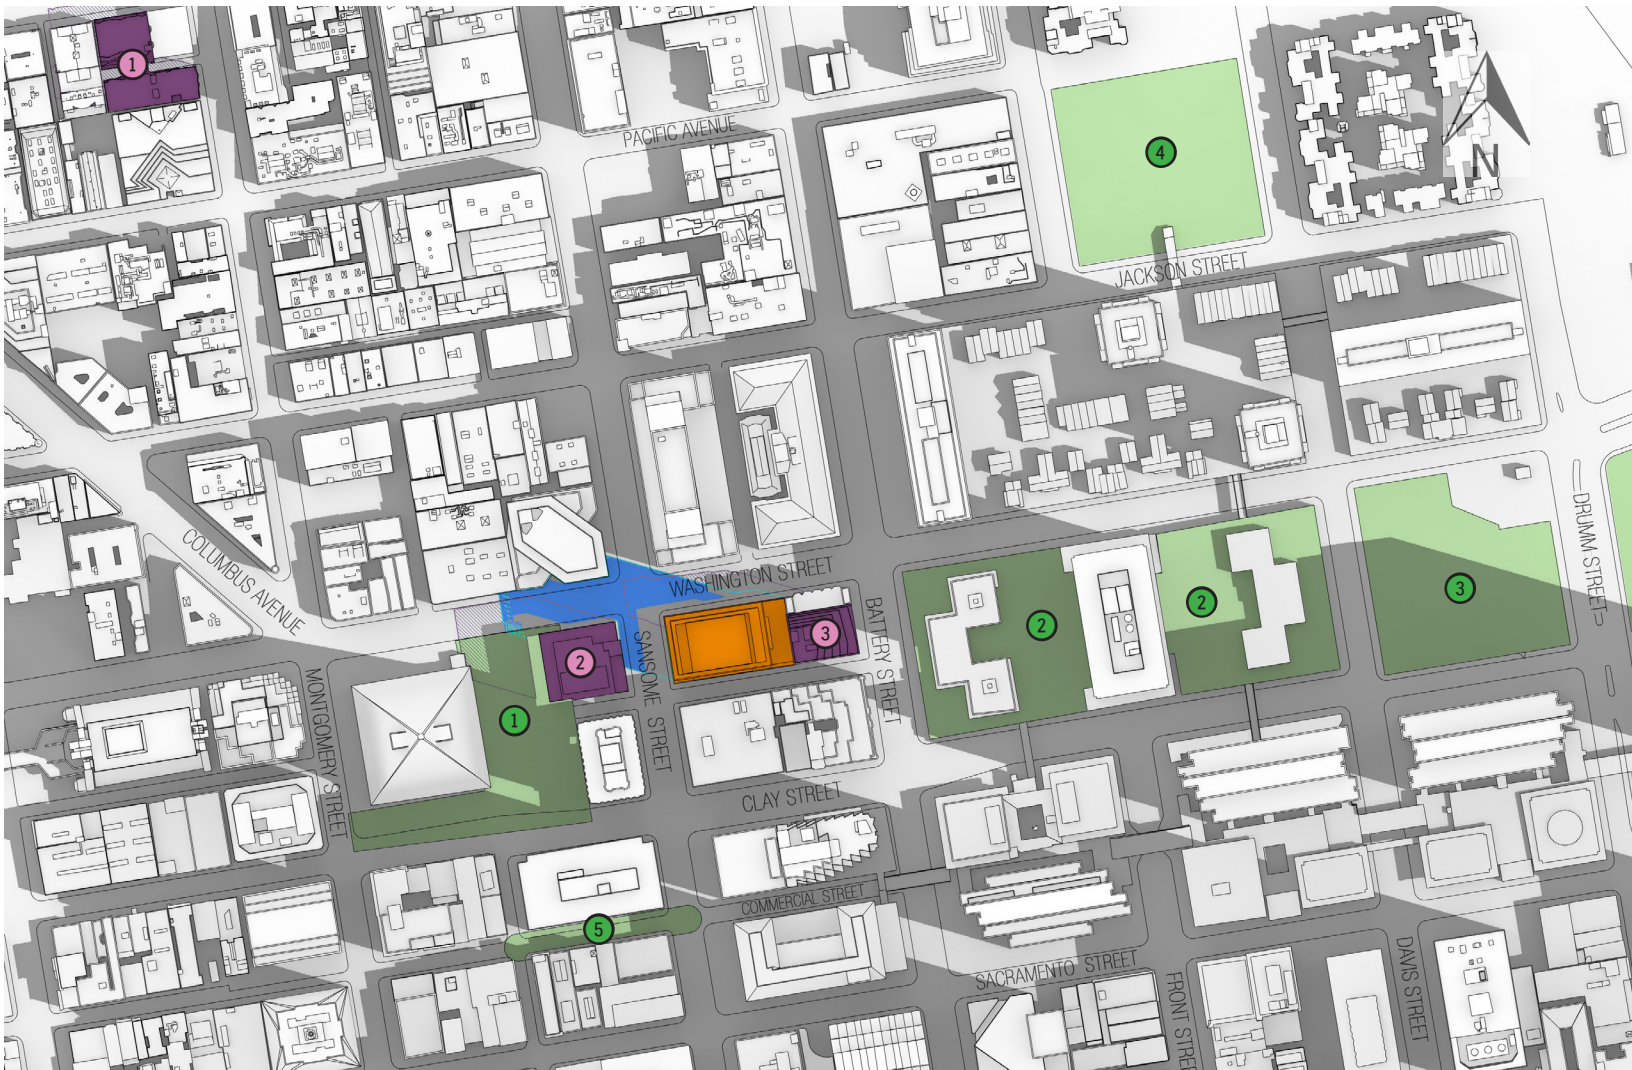 1
PACIFIC AVENUE
4
N
JACKSON STREET
COLUMBUS AVENUE
WASHINGTON STREET
DRUMM STREET
2
3
2
3
2
BATTERY STREET
SANSOME STREET
MONTGOMERY STREET
1
CLAY STREET
COMMERCIAL STREET
5
SACRAMENTO STREET
FRONT STREET
DAVIS STREET